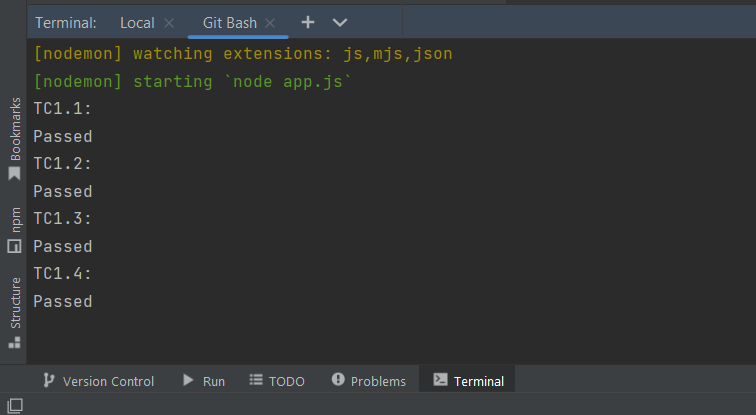 Terminal: Local Git Bash
[nodemon] watching extensions: js,mjs,json
[nodemon] starting `node app.js`
TC1.1:
Passed
TC1.2:
Passed
TC1.3:
Passed
TC1.4:
Passed
Bookmarks
npm
Structure
Version Control Run TODO Problems Terminal